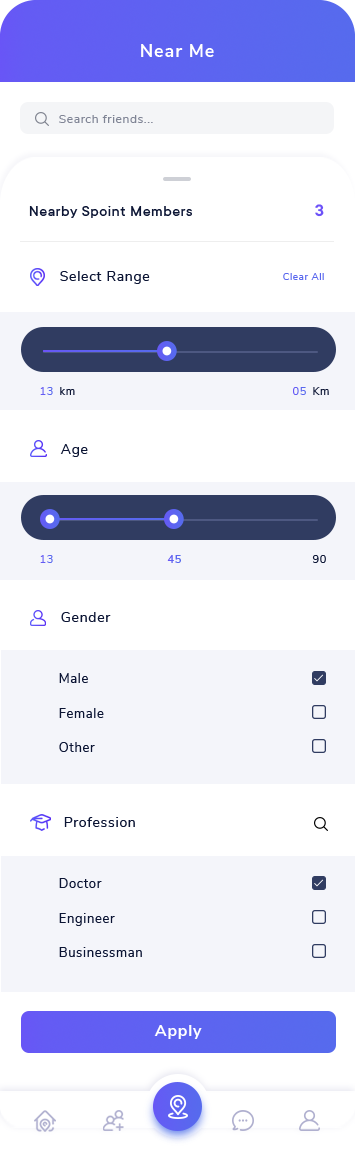 Near Me
Search friends...
Nearby Spoint Members 3
Select Range Clear All
13 km 05 Km
Age
13 45 90
Gender
Male
Female
Other
Profession
Doctor
Engineer
Businessman
Apply